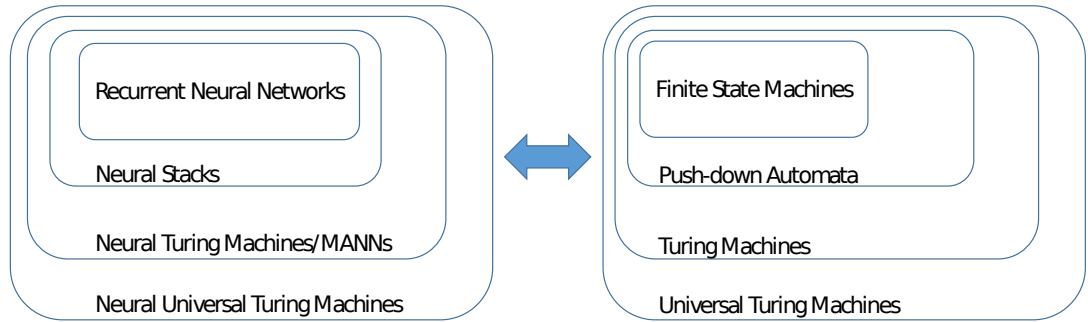 Recurrent Neural Networks
Neural Stacks
Neural Turing Machines/MANNs
Neural Universal Turing Machines
Finite State Machines
Push-down Automata
Turing Machines
Universal Turing Machines